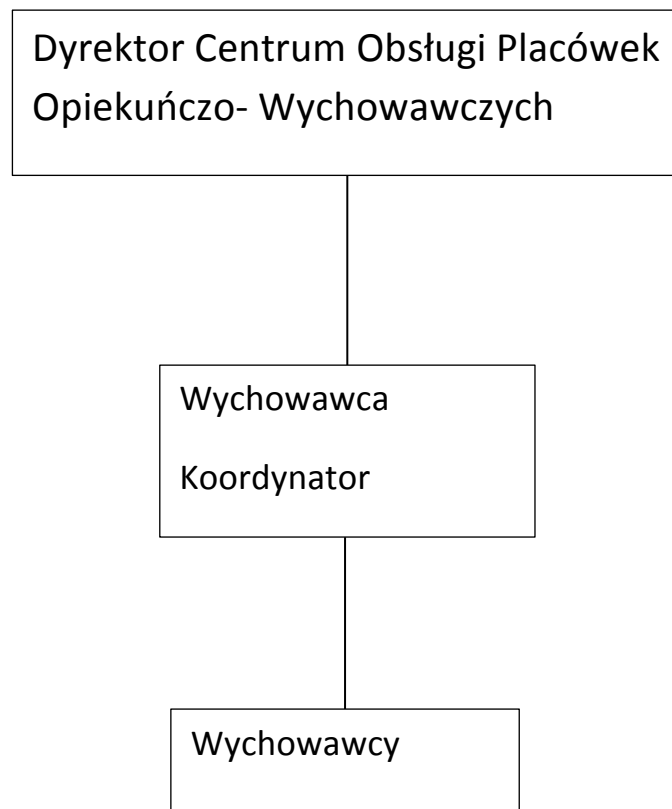 Dyrektor Centrum Obsługi Placówek
Opiekuńczo- Wychowawczych
Wychowawca
Koordynator
Wychowawcy